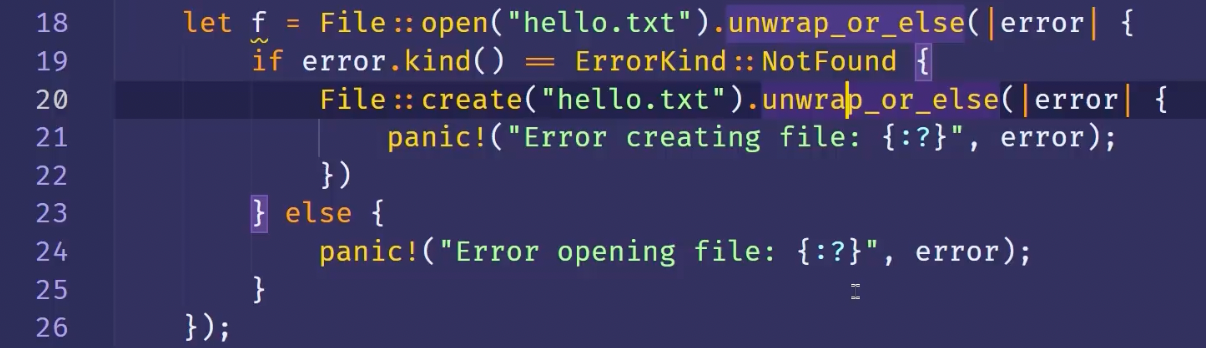 18 let f = File::open("hello.txt").unwrap_or_else(|error| {
19 if error.kind() == ErrorKind::NotFound {
20 File::create("hello.txt").unwrap_or_else(|error| {
21 panic!("Error creating file: {:?}", error);
22 })
23 } else {
24 panic!("Error opening file: {:?}", error);
25 }
26 });